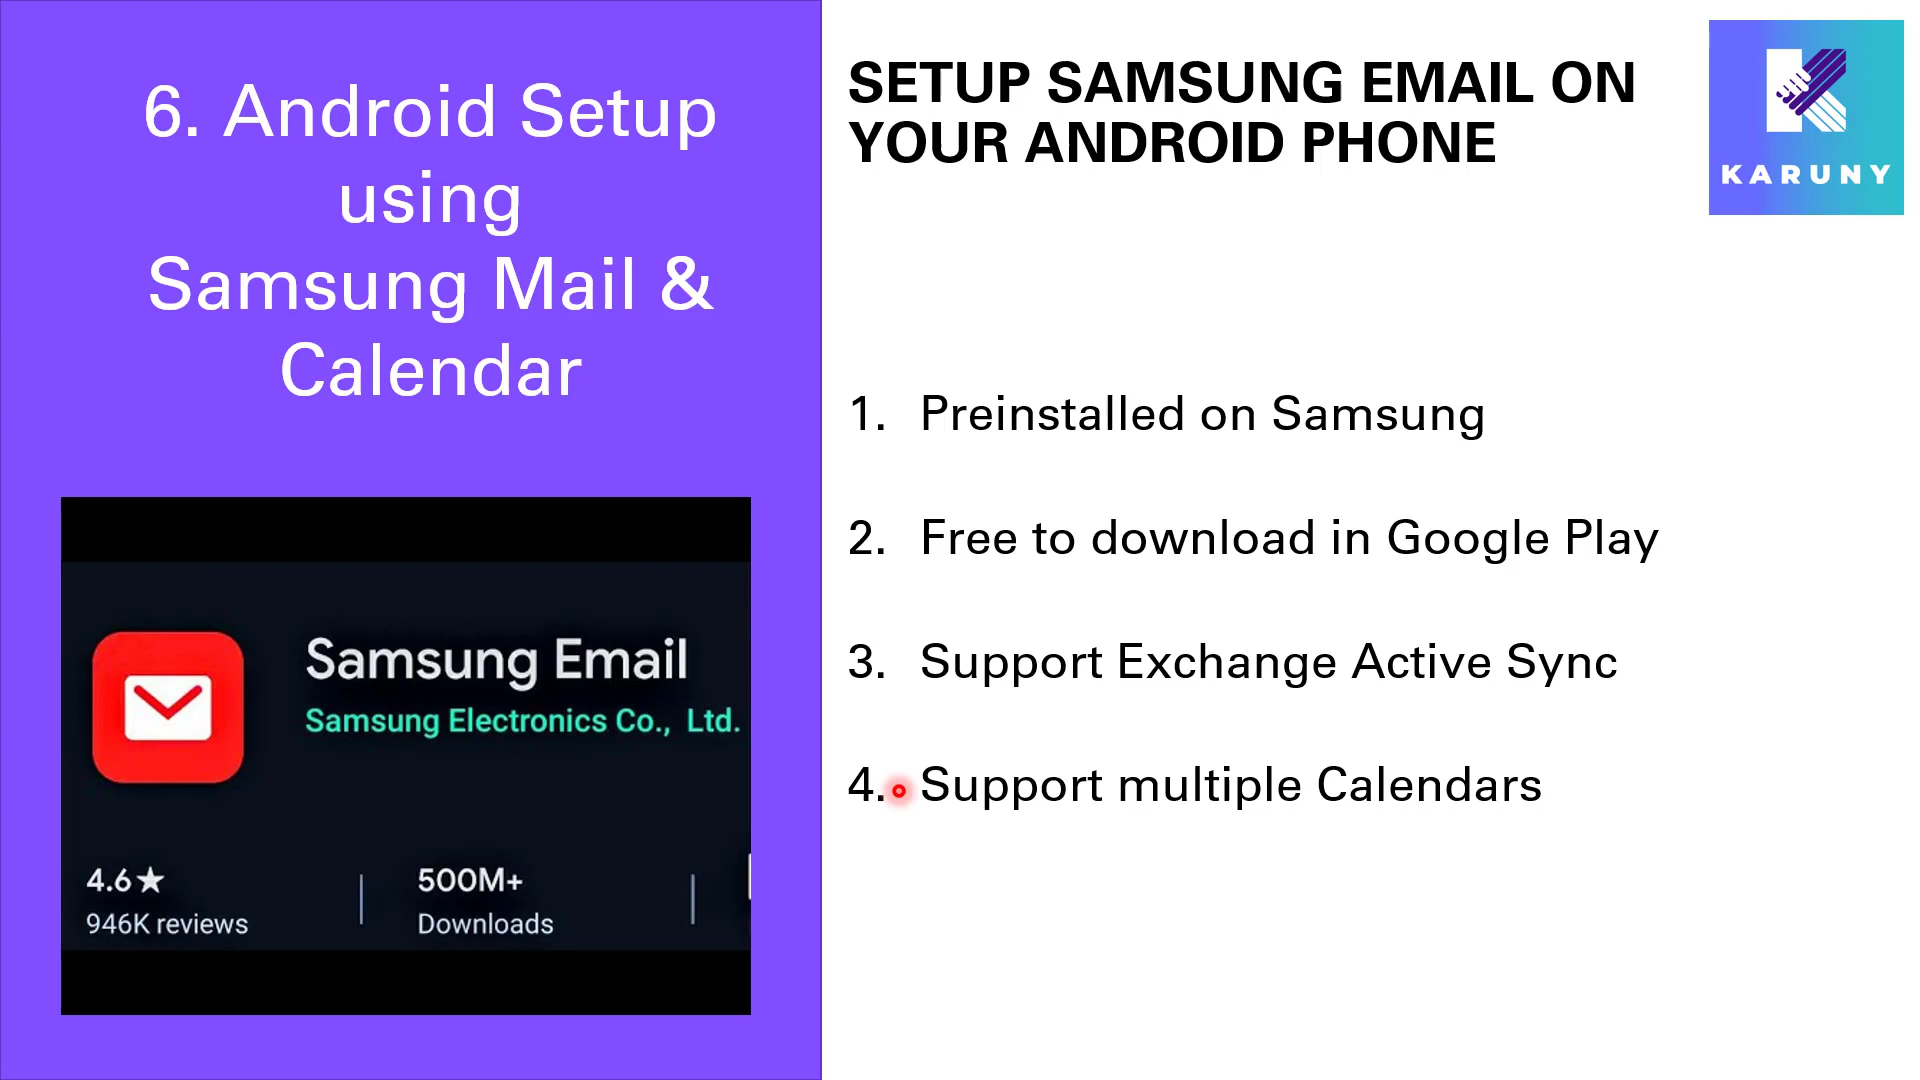 6. Android Setup
using
Samsung Mail &
Calendar
Samsung Email
Samsung Electronics Co., Ltd.
4.6★
946K reviews
500M+
Downloads
SETUP SAMSUNG EMAIL ON
YOUR ANDROID PHONE
KARUNY
1. Preinstalled on Samsung
2. Free to download in Google Play
3. Support Exchange Active Sync
4. Support multiple Calendars